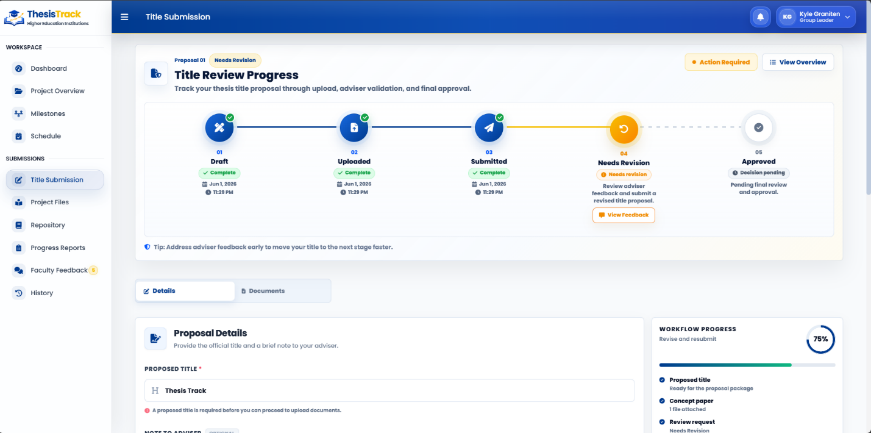 ThesisTrack
Higher Education Institutions
Title Submission
KG
Kyle Graniten
Group Leader
WORKSPACE
Dashboard
Project Overview
Milestones
Schedule
SUBMISSIONS
Title Submission
Project Files
Repository
Progress Reports
Faculty Feedback
History
Proposal 01
Needs Revision
Title Review Progress
Track your thesis title proposal through upload, adviser validation, and final approval.
Action Required
View Overview
01
Draft
Complete
Jun 1, 2026
11:29 PM
02
Uploaded
Complete
Jun 1, 2026
11:29 PM
03
Submitted
Complete
Jun 1, 2026
11:29 PM
04
Needs Revision
Needs revision
Review adviser
feedback and submit a
revised title proposal.
View Feedback
05
Approved
Decision pending
Pending final review
and approval.
Tip: Address adviser feedback early to move your title to the next stage faster.
Details
Documents
Proposal Details
Provide the official title and a brief note to your adviser.
PROPOSED TITLE *
Thesis Track
A proposed title is required before you can proceed to upload documents.
NOTE TO ADVISER
WORKFLOW PROGRESS
Revise and resubmit
75%
Proposed title
Ready for the proposal package
Concept paper
1 file attached
Review request
Needs Revision